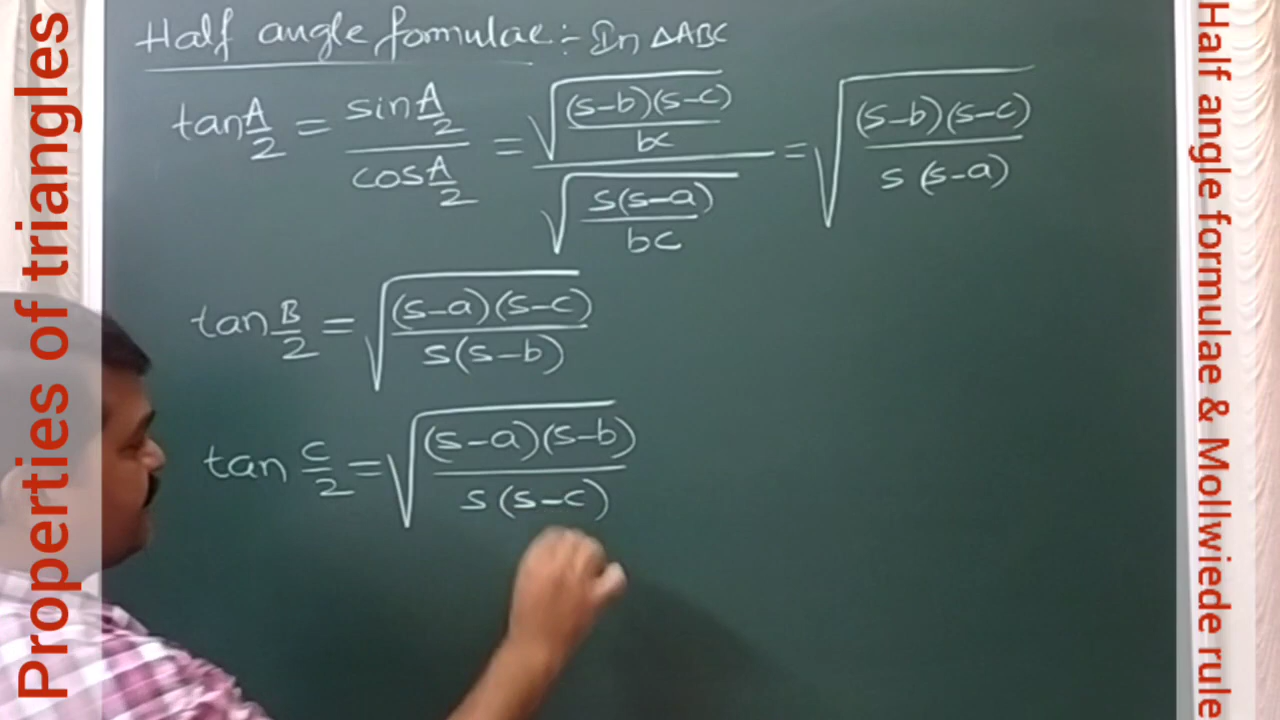 Properties of triangles
Half angle formulae :- In △ABC
tan A/2 = sin A/2 / cos A/2 = √((s-b)(s-c)/bc) / √(s(s-a)/bc) = √((s-b)(s-c)/s(s-a))
tan B/2 = √((s-a)(s-c)/s(s-b))
tan C/2 = √((s-a)(s-b)/s(s-c))
Half angle formulae & Mollwiede rule